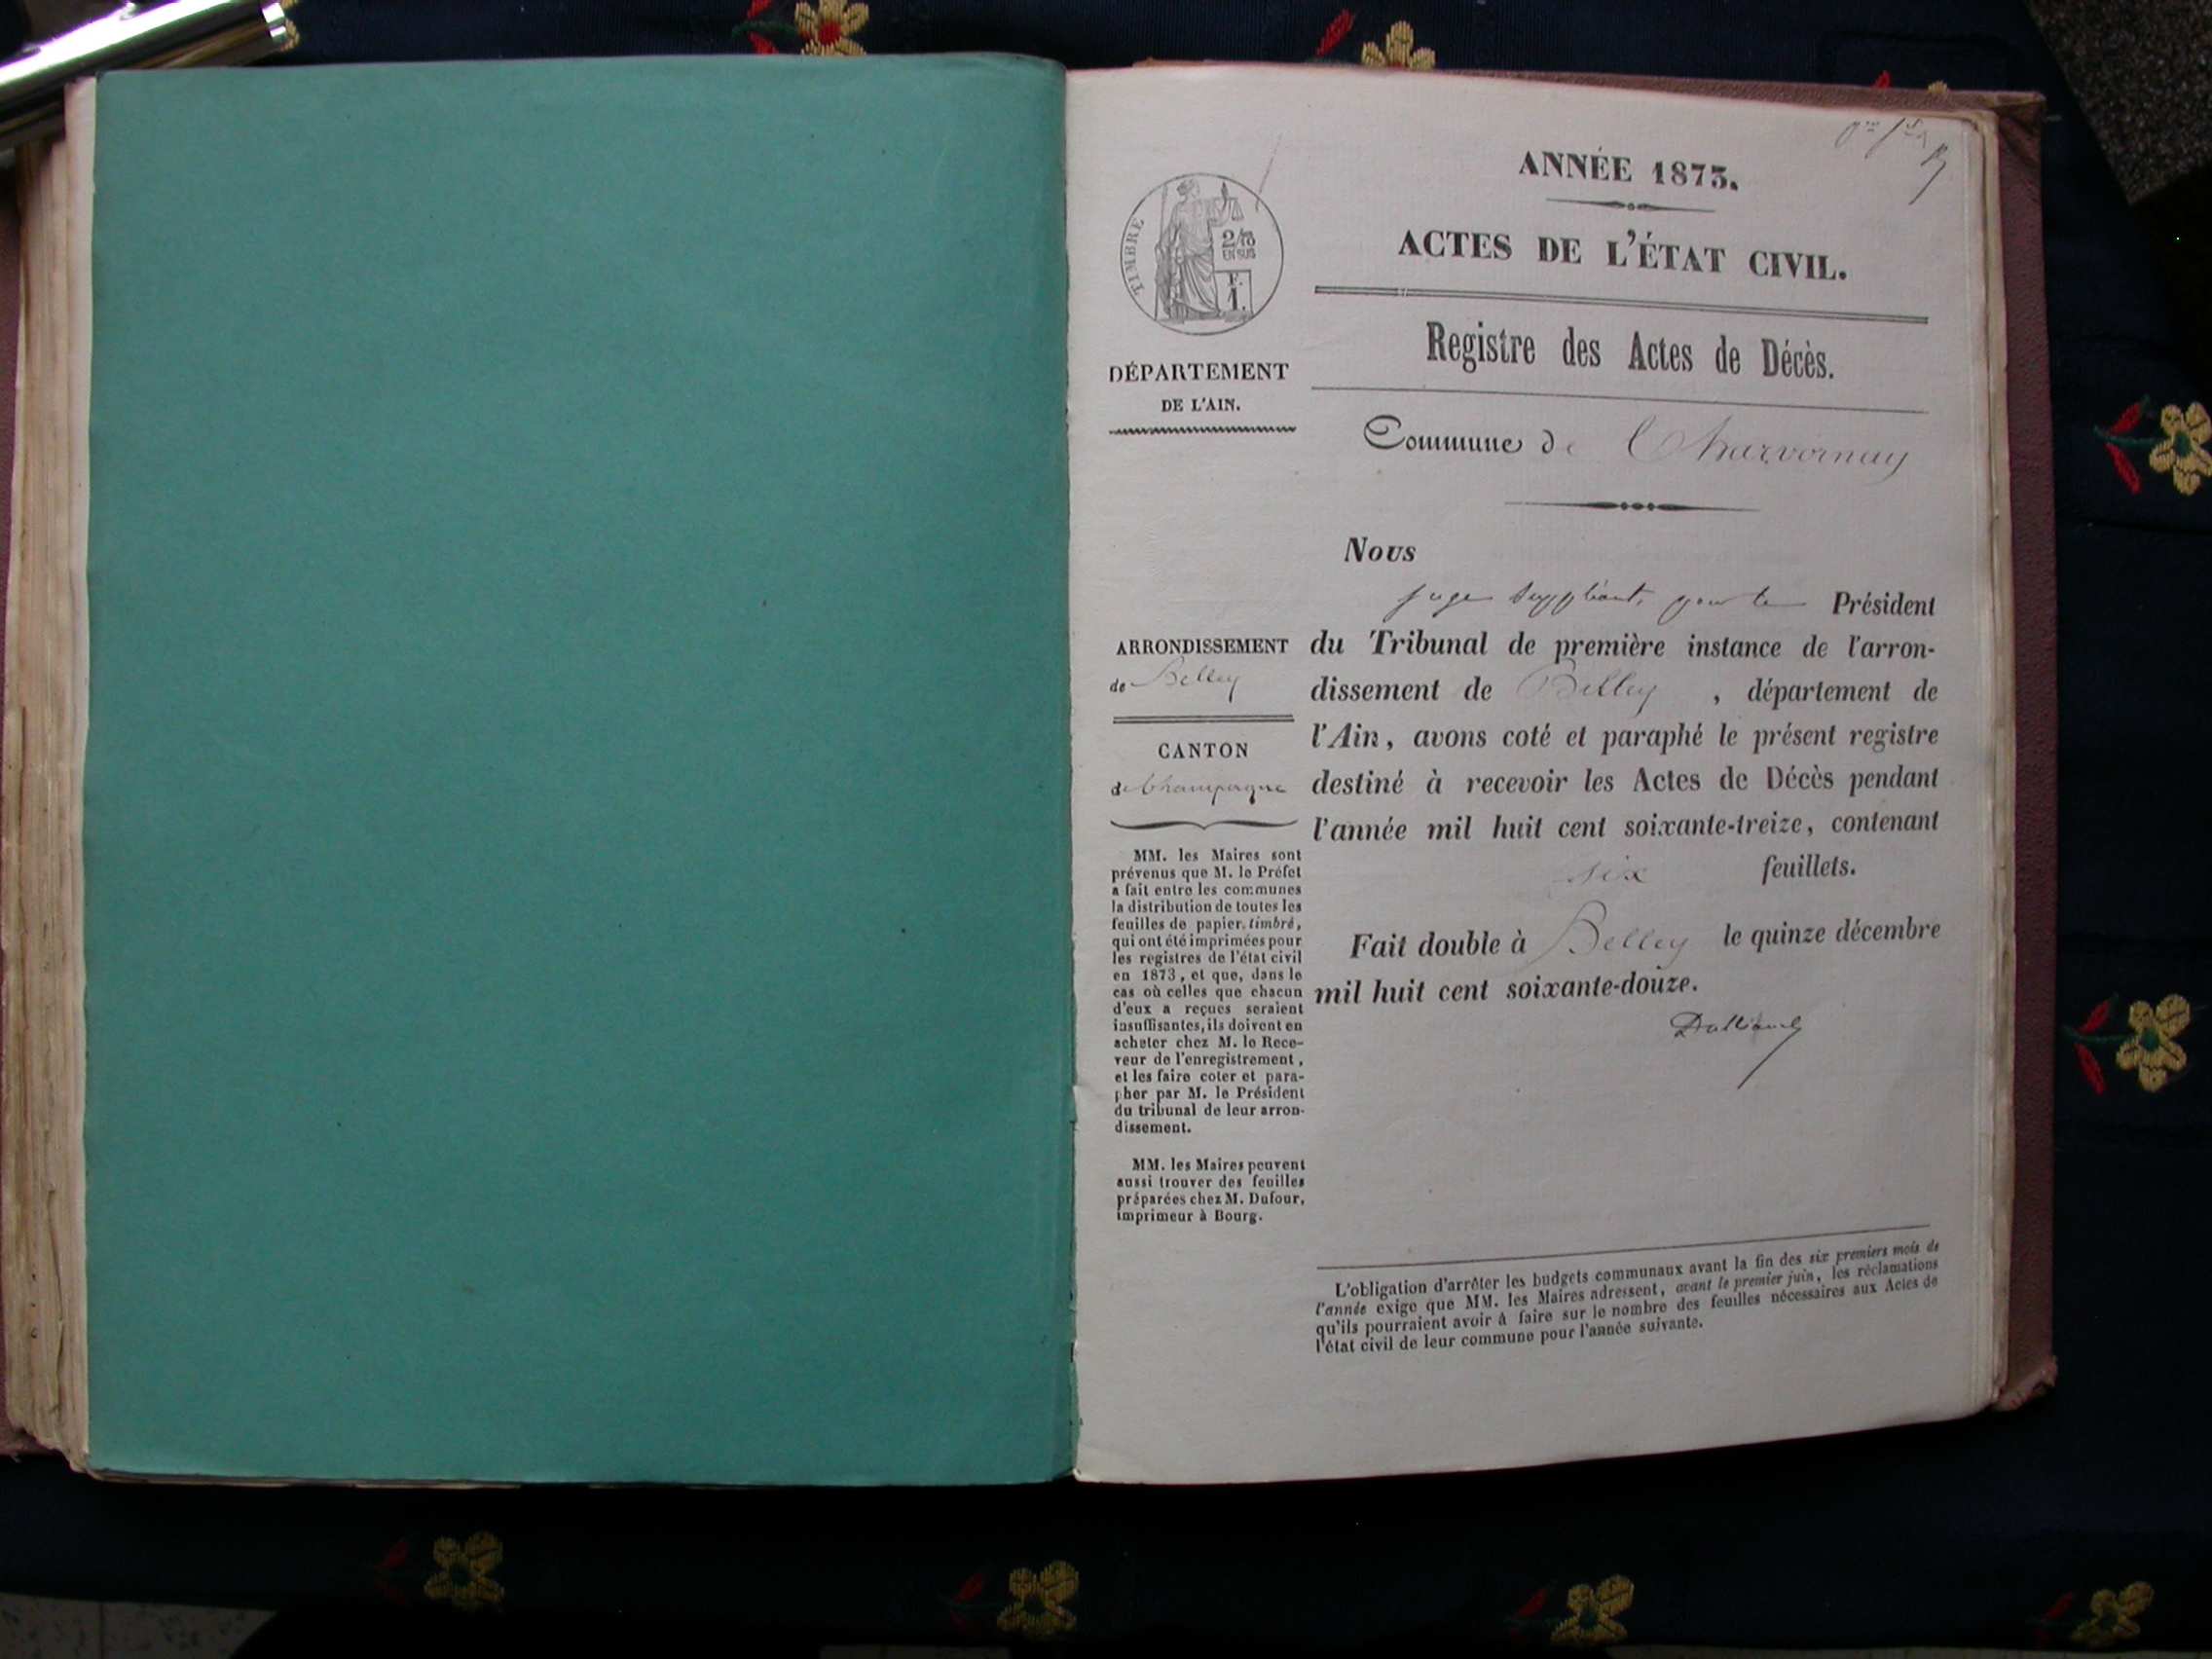 ANNÉE 1873.
ACTES DE L'ÉTAT CIVIL.
Registre des Actes de Décès.
Commune de Charvornay
TIMBRE
2/10
EN SUS
F.
1.
DÉPARTEMENT
DE L'AIN.
ARRONDISSEMENT
de Belley
CANTON
de Champagne
MM. les Maires sont
prévenus que M. le Préfet
a fait entre les communes
la distribution de toutes les
feuilles de papier timbré,
qui ont été imprimées pour
les registres de l'état civil
en 1873, et que, dans le
cas où celles que chacun
d'eux a reçues seraient
insuffisantes, ils doivent en
acheter chez M. le Rece-
veur de l'enregistrement,
et les faire coter et para-
pher par M. le Président
du tribunal de leur arron-
dissement.
MM. les Maires peuvent
aussi trouver des feuilles
préparées chez M. Dufour,
imprimeur à Bourg.
Nous
juge suppléant, pour le Président
du Tribunal de première instance de l'arron-
dissement de Belley, département de
l'Ain, avons coté et paraphé le présent registre
destiné à recevoir les Actes de Décès pendant
l'année mil huit cent soixante-treize, contenant
six feuillets.
Fait double à Belley le quinze décembre
mil huit cent soixante-douze.
L'obligation d'arrêter les budgets communaux avant la fin des six premiers mois de
l'année exige que MM. les Maires adressent, avant le premier juin, les réclamations
qu'ils pourraient avoir à faire sur le nombre des feuilles nécessaires aux Actes de
l'état civil de leur commune pour l'année suivante.